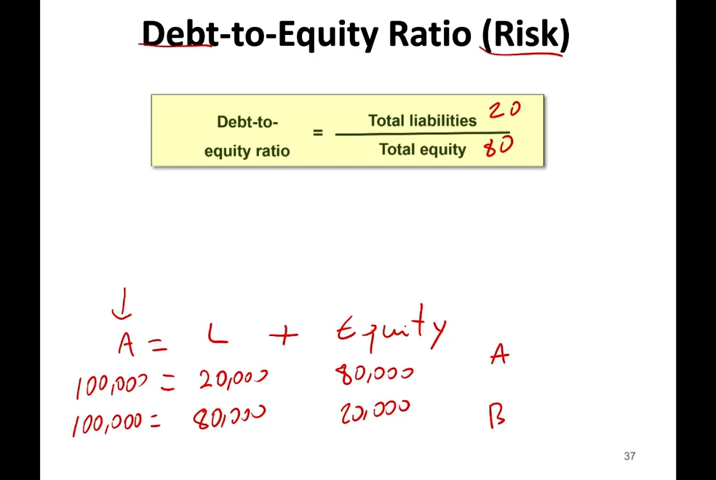 Debt-to-Equity Ratio (Risk)
Debt-to-equity ratio = Total liabilities 20
Total equity 80
A = L + Equity
100,000 = 20,000 80,000 A
100,000 = 80,000 20,000 B
37